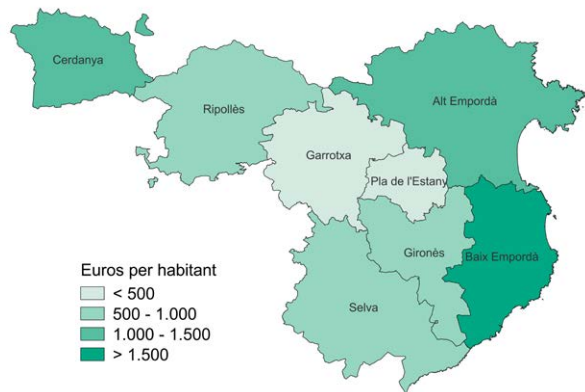 Cerdanya
Ripollès
Alt Empordà
Garrotxa
Pla de l'Estany
Gironès
Baix Empordà
Selva
Euros per habitant
< 500
500 - 1.000
1.000 - 1.500
> 1.500